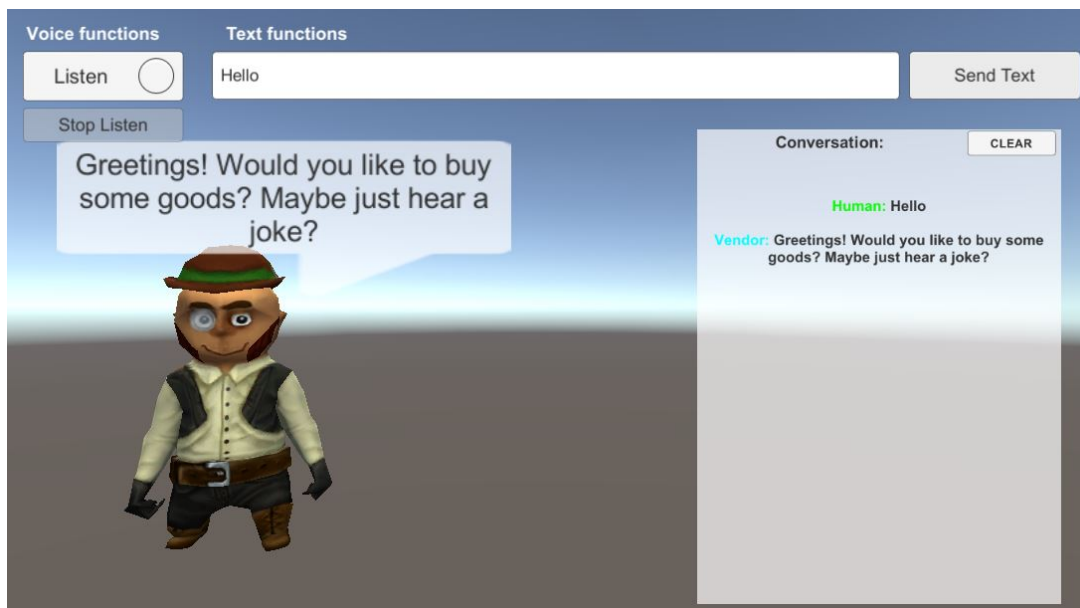 Voice functions
Text functions
Listen
Hello
Send Text
Stop Listen
Greetings! Would you like to buy
some goods? Maybe just hear a
joke?
Conversation:
CLEAR
Human: Hello
Vendor: Greetings! Would you like to buy some
goods? Maybe just hear a joke?